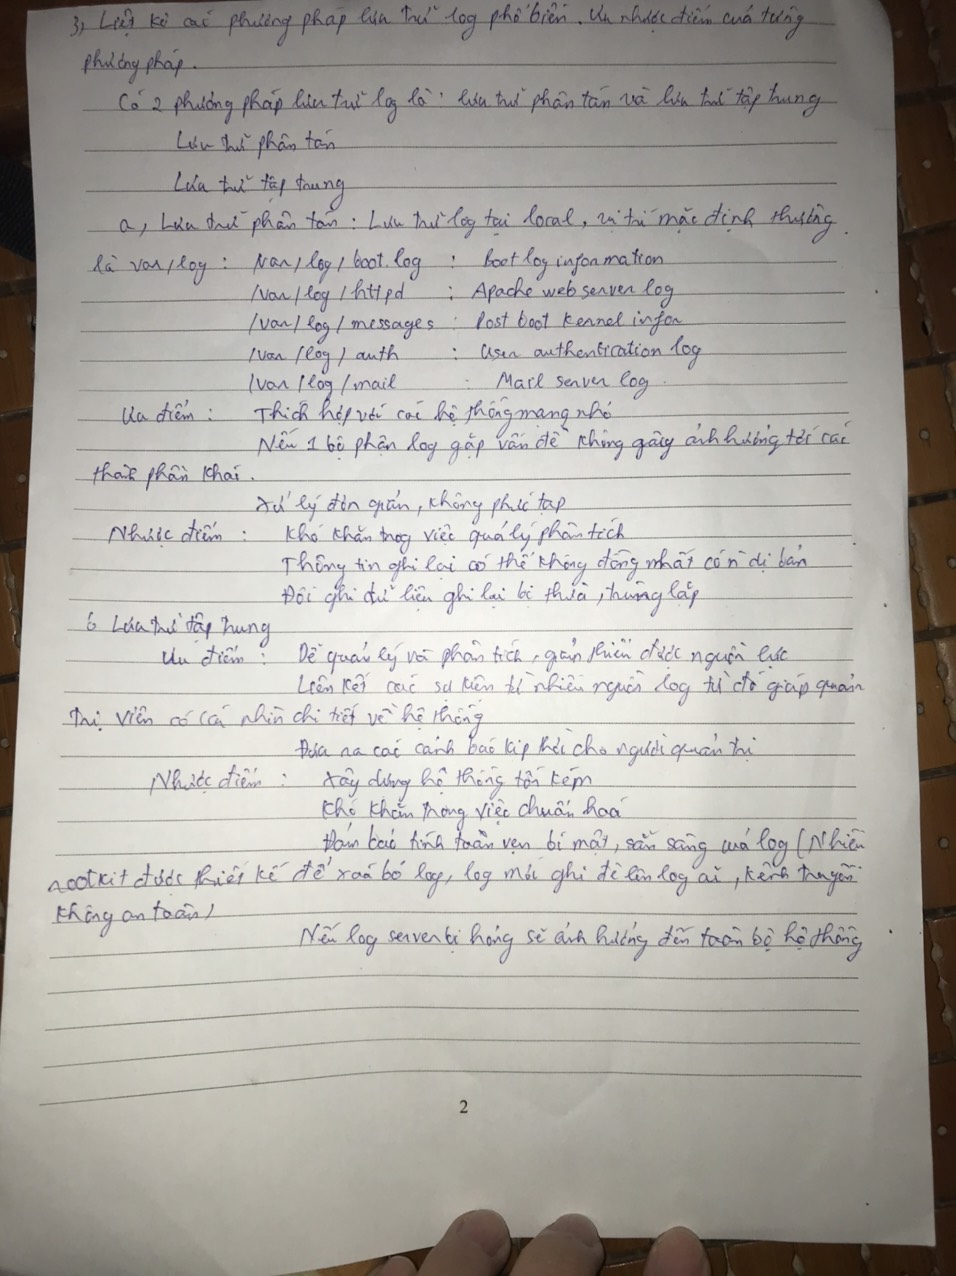 3, Liệt kê các phương pháp lưu trữ log phổ biến. Ưu nhược điểm của từng
phương pháp.
Có 2 phương pháp lưu trữ log là: lưu trữ phân tán và lưu trữ tập trung
Lưu trữ phân tán
Lưu trữ tập trung
a, Lưu trữ phân tán: Lưu trữ log tại local, vị trí mặc định thường
là var/log: /var/log/boot.log : Boot log information
/var/log/httpd : Apache web server log
/var/log/messages : Post boot kernel infor
/var/log/auth : User authentication log
/var/log/mail : Mail server log.
Ưu điểm: Thích hợp với các hệ thống mạng nhỏ
Nếu 1 bộ phận log gặp vấn đề không gây ảnh hưởng tới các
thành phần khác.
Xử lý đơn giản, không phức tạp
Nhược điểm: Khó khăn trong việc quản lý phân tích
Thông tin ghi lại có thể không đồng nhất có n dị bản
Đôi ghi dữ liệu ghi lại bị thừa, trùng lặp
b Lưu trữ tập trung
Ưu điểm: Dễ quản lý và phân tích, giảm thiểu được nguồn lực
Liên kết các sự kiện từ nhiều nguồn log từ đó giúp quản
trị viên có cái nhìn chi tiết về hệ thống
Đưa ra các cảnh báo kịp thời cho người quản trị
Nhược điểm: Xây dựng hệ thống tốn kém
Khó khăn trong việc chuẩn hoá
Đảm bảo tính toàn vẹn bí mật, sẵn sàng của log (Nhiều
rootkit được thiết kế để xoá bỏ log, log mới ghi đè lên log cũ, kênh truyền
không an toàn)
Nếu log server bị hỏng sẽ ảnh hưởng đến toàn bộ hệ thống
2